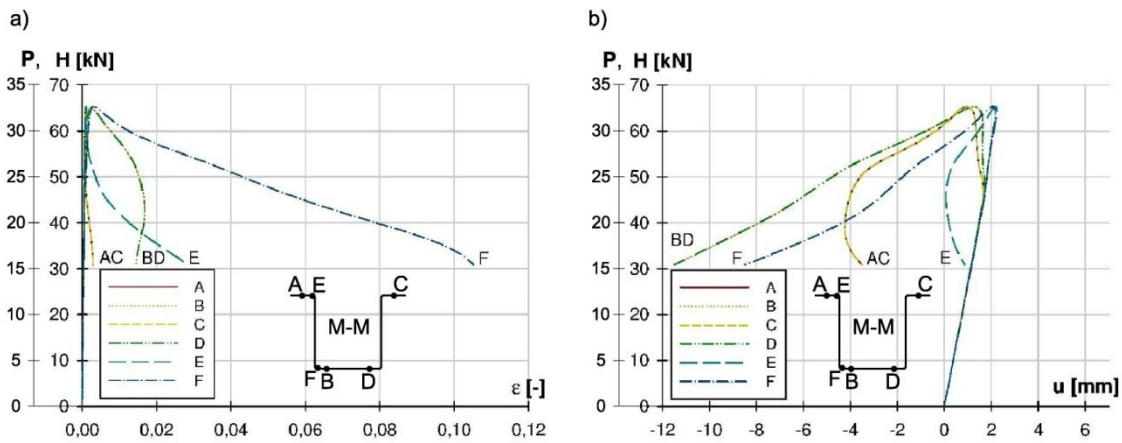 a)
P, H [kN]
35 70
30 60
25 50
20 40
15 30
10 20
5 10
0 0
0,00 0,02 0,04 0,06 0,08 0,10 0,12
ε [-]
AC BD E F
A
B
C
D
E
F
A E C
M-M
F B D
b)
P, H [kN]
35 70
30 60
25 50
20 40
15 30
10 20
5 10
0 0
-12 -10 -8 -6 -4 -2 0 2 4 6
u [mm]
BD F AC E
A
B
C
D
E
F
A E C
M-M
F B D